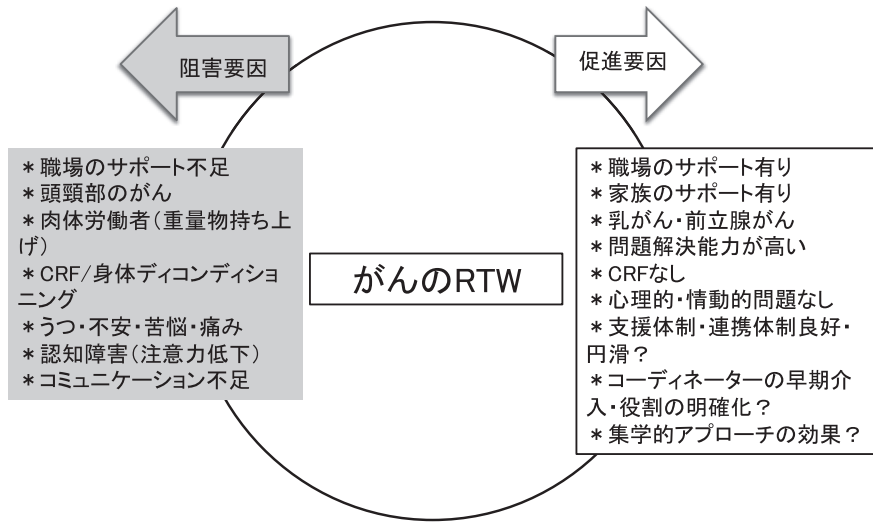 阻害要因
促進要因
＊職場のサポート不足
＊頭頸部のがん
＊肉体労働者（重量物持ち上
げ）
＊CRF/身体ディコンディショ
ニング
＊うつ・不安・苦悩・痛み
＊認知障害（注意力低下）
＊コミュニケーション不足
がんのRTW
＊職場のサポート有り
＊家族のサポート有り
＊乳がん・前立腺がん
＊問題解決能力が高い
＊CRFなし
＊心理的・情動的問題なし
＊支援体制・連携体制良好・
円滑？
＊コーディネーターの早期介
入・役割の明確化？
＊集学的アプローチの効果？